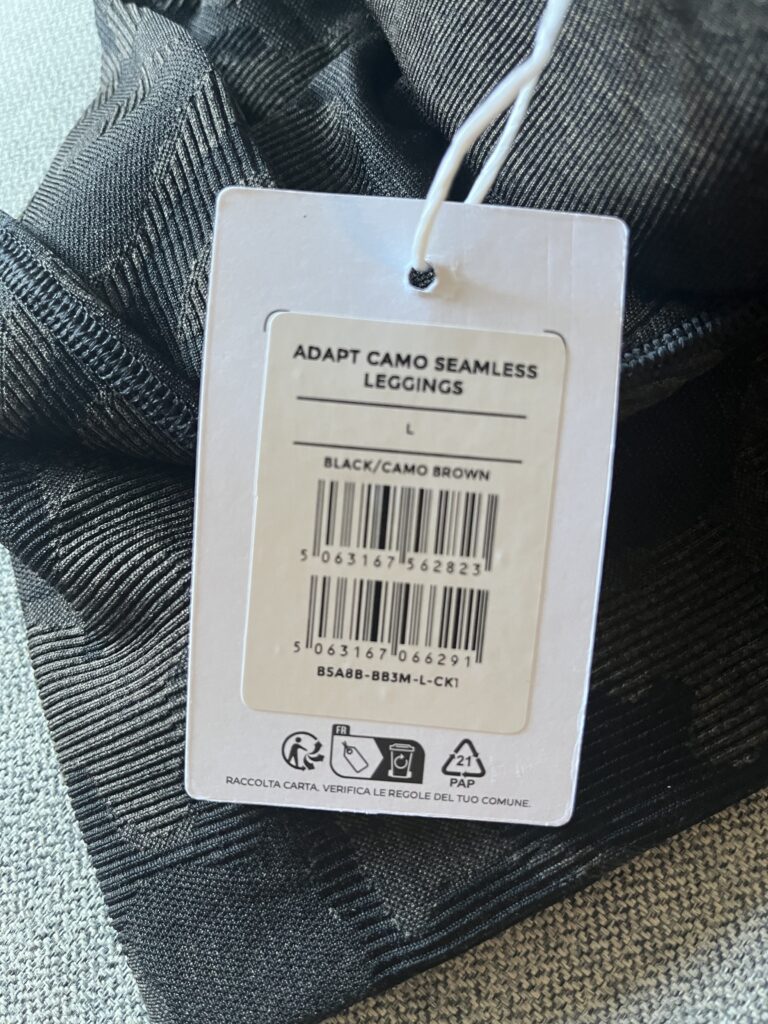 ADAPT CAMO SEAMLESS
LEGGINGS
L
BLACK/CAMO BROWN
5 063167 562823
5 063167 066291
B5A8B-BB3M-L-CK1
FR
21
PAP
RACCOLTA CARTA. VERIFICA LE REGOLE DEL TUO COMUNE.